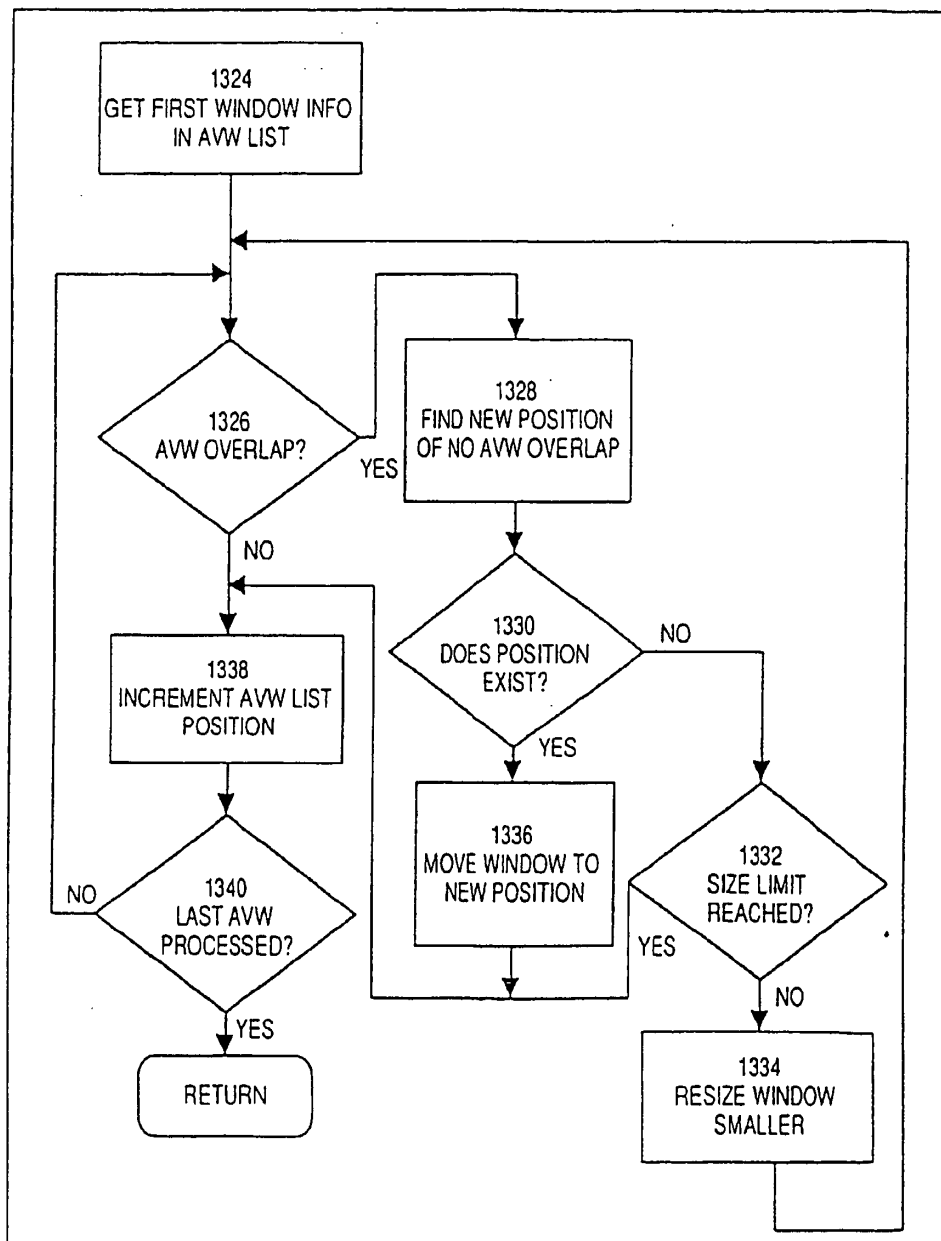 1324
GET FIRST WINDOW INFO
IN AVW LIST
1326
AVW OVERLAP?
YES
NO
1328
FIND NEW POSITION
OF NO AVW OVERLAP
1330
DOES POSITION
EXIST?
NO
YES
1338
INCREMENT AVW LIST
POSITION
1336
MOVE WINDOW TO
NEW POSITION
1332
SIZE LIMIT
REACHED?
YES
NO
1340
LAST AVW
PROCESSED?
NO
YES
RETURN
1334
RESIZE WINDOW
SMALLER